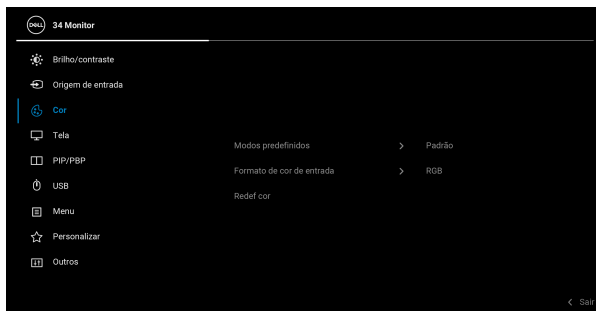 DELL 34 Monitor
Brilho/contraste
Origem de entrada
Cor
Tela
Modos predefinidos > Padrão
PIP/PBP
Formato de cor de entrada > RGB
USB
Redef cor
Menu
Personalizar
Outros
< Sair